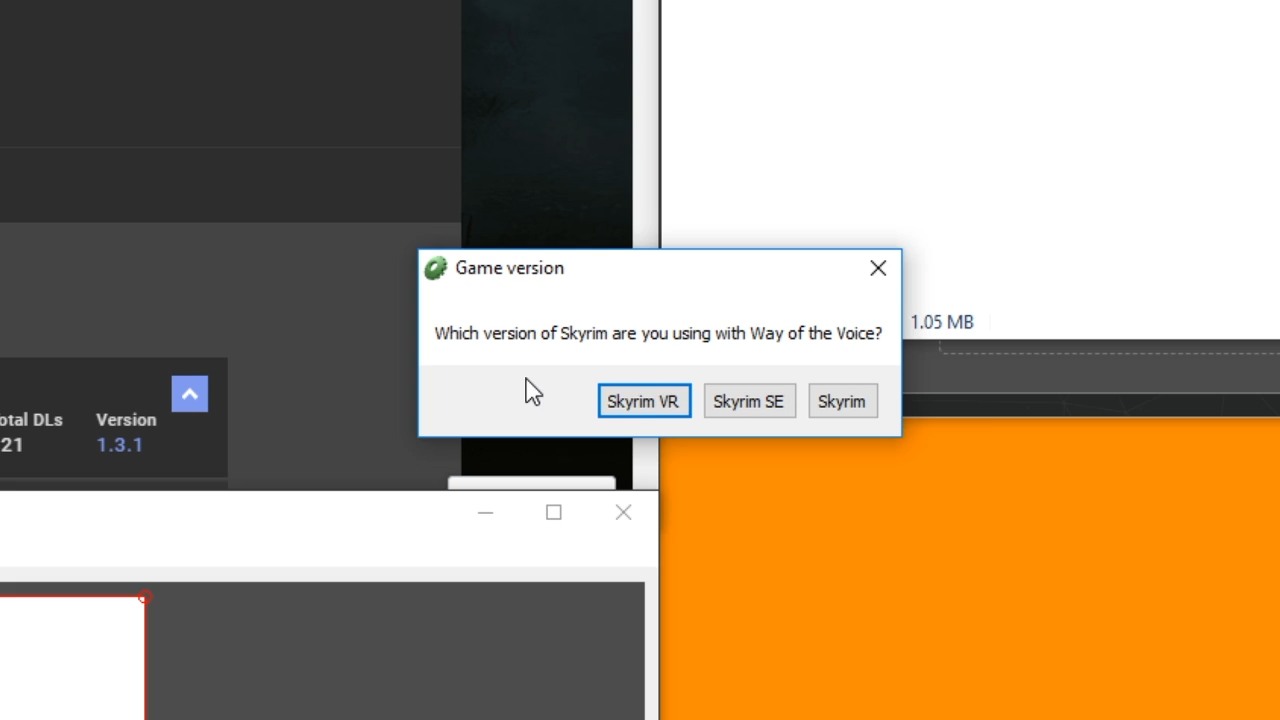 Game version
Which version of Skyrim are you using with Way of the Voice?
Skyrim VR
Skyrim SE
Skyrim
1.05 MB
otal DLs
Version
21
1.3.1